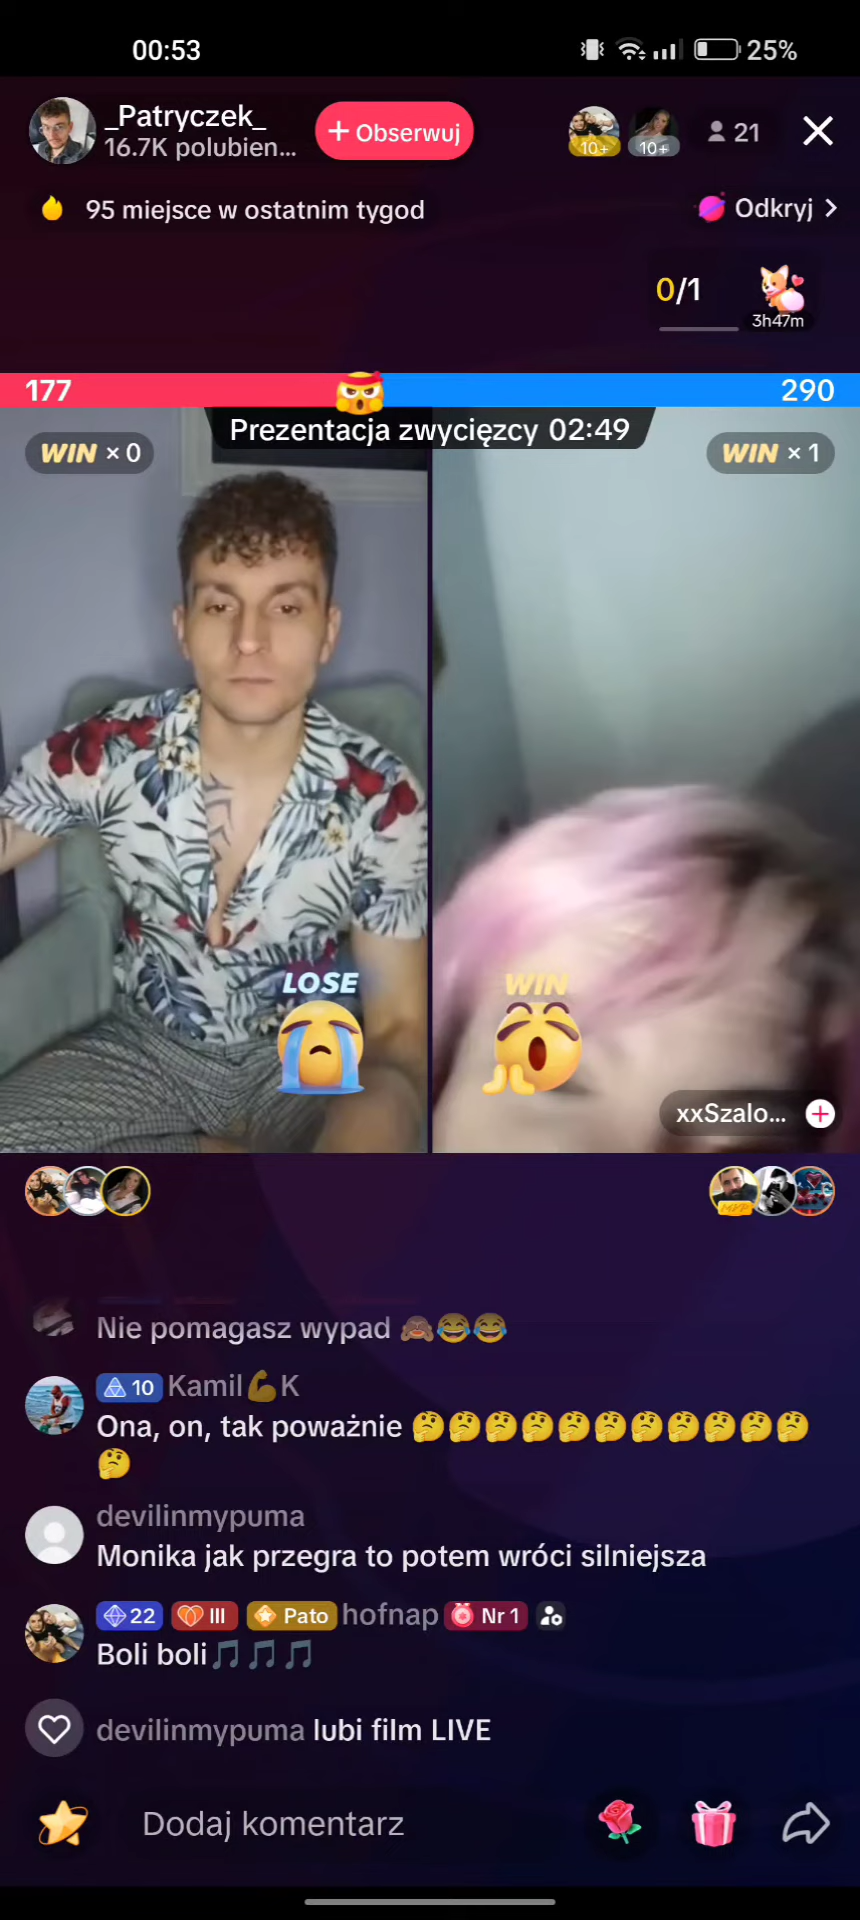 00:53
25%
_Patryczek_
16.7K polubien...
+ Obserwuj
10+
10+
21
95 miejsce w ostatnim tygod
Odkryj >
0/1
3h47m
177
290
Prezentacja zwycięzcy 02:49
WIN × 0
WIN × 1
LOSE
WIN
xxSzalo...
MVP
Nie pomagasz wypad 🙈😂😂
10 Kamil💪K
Ona, on, tak poważnie 🤔🤔🤔🤔🤔🤔🤔🤔🤔🤔🤔
🤔
devilinmypuma
Monika jak przegra to potem wróci silniejsza
22 III Pato hofnap Nr 1
Boli boli🎵🎵🎵
devilinmypuma lubi film LIVE
Dodaj komentarz